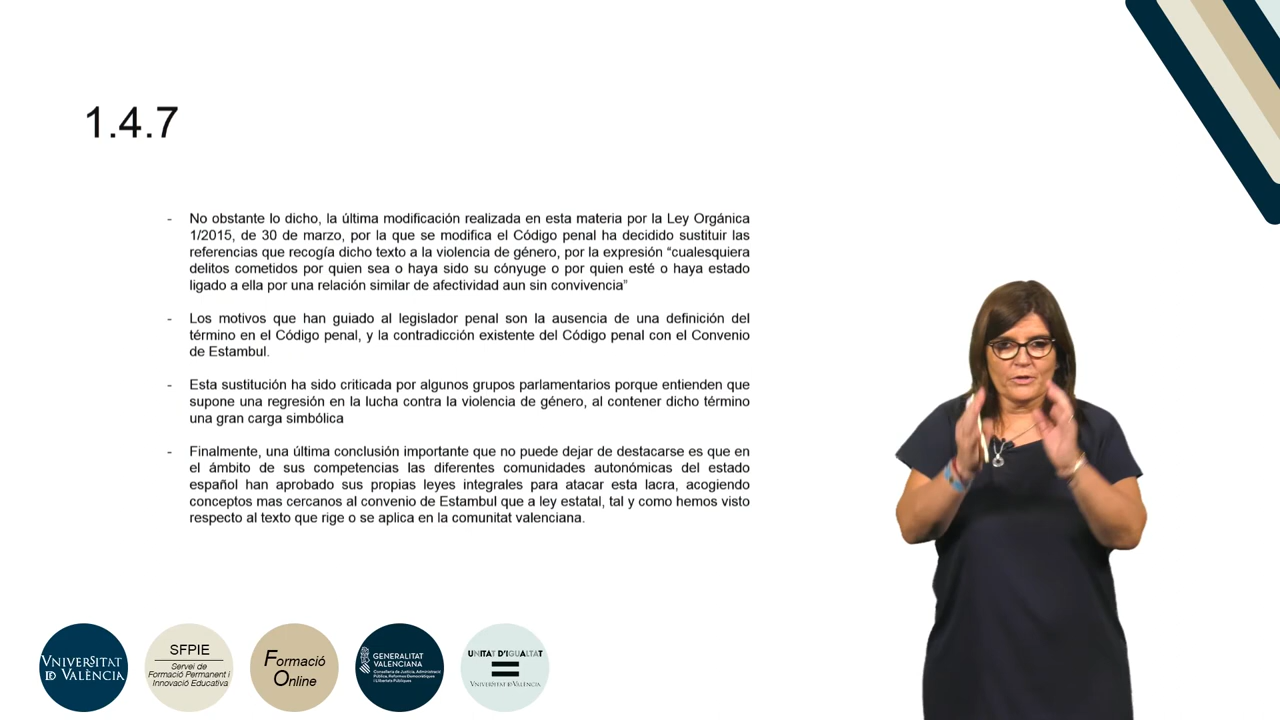 1.4.7
- No obstante lo dicho, la última modificación realizada en esta materia por la Ley Orgánica
1/2015, de 30 de marzo, por la que se modifica el Código penal ha decidido sustituir las
referencias que recogía dicho texto a la violencia de género, por la expresión “cualesquiera
delitos cometidos por quien sea o haya sido su cónyuge o por quien esté o haya estado
ligado a ella por una relación similar de afectividad aun sin convivencia”
- Los motivos que han guiado al legislador penal son la ausencia de una definición del
término en el Código penal, y la contradicción existente del Código penal con el Convenio
de Estambul.
- Esta sustitución ha sido criticada por algunos grupos parlamentarios porque entienden que
supone una regresión en la lucha contra la violencia de género, al contener dicho término
una gran carga simbólica
- Finalmente, una última conclusión importante que no puede dejar de destacarse es que en
el ámbito de sus competencias las diferentes comunidades autonómicas del estado
español han aprobado sus propias leyes integrales para atacar esta lacra, acogiendo
conceptos mas cercanos al convenio de Estambul que a ley estatal, tal y como hemos visto
respecto al texto que rige o se aplica en la comunitat valenciana.
VNIVERSITAT
ID VALÈNCIA
SFPIE
Servei de
Formació Permanent i
Innovació Educativa
Formació
Online
GENERALITAT
VALENCIANA
Conselleria de Justícia, Administració
Pública, Reformes Democràtiques
i Llibertats Públiques
UNITAT D'IGUALTAT
VNIVERSITAT ID VALÈNCIA